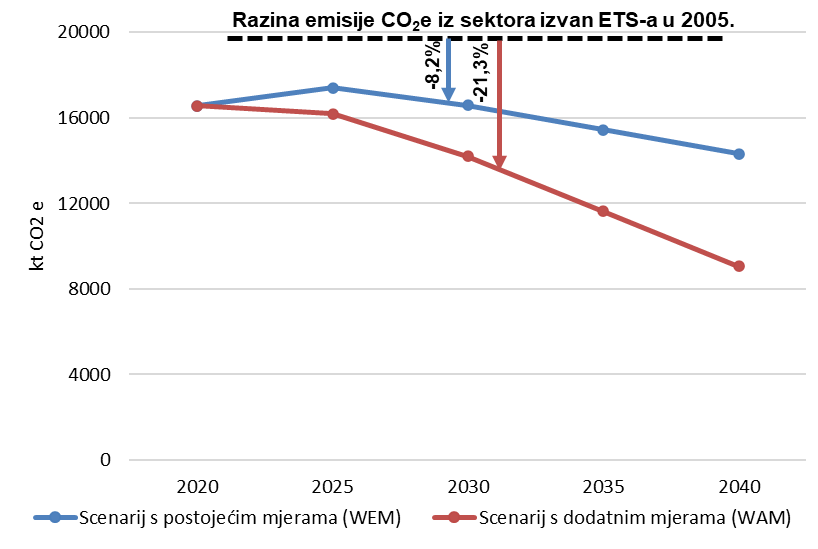 Razina emisije CO₂e iz sektora izvan ETS-a u 2005.
20000
-8,2%
-21,3%
16000
12000
8000
4000
0
kt CO2 e
2020 2025 2030 2035 2040
Scenarij s postojećim mjerama (WEM) Scenarij s dodatnim mjerama (WAM)